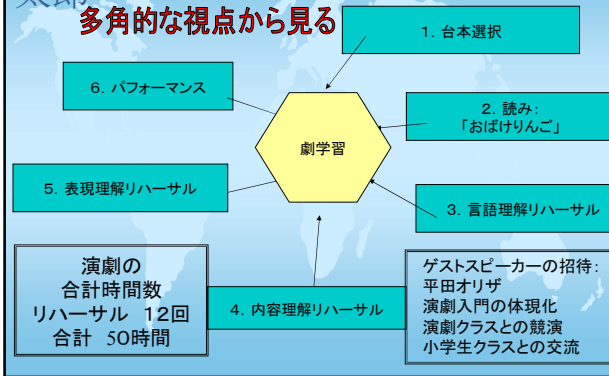 多角的な視点から見る
1. 台本選択
6. パフォーマンス
2. 読み:
「おばけりんご」
劇学習
5. 表現理解リハーサル
3. 言語理解リハーサル
演劇の
合計時間数
リハーサル 12回
合計 50時間
4. 内容理解リハーサル
ゲストスピーカーの招待:
平田オリザ
演劇入門の体現化
演劇クラスとの競演
小学生クラスとの交流